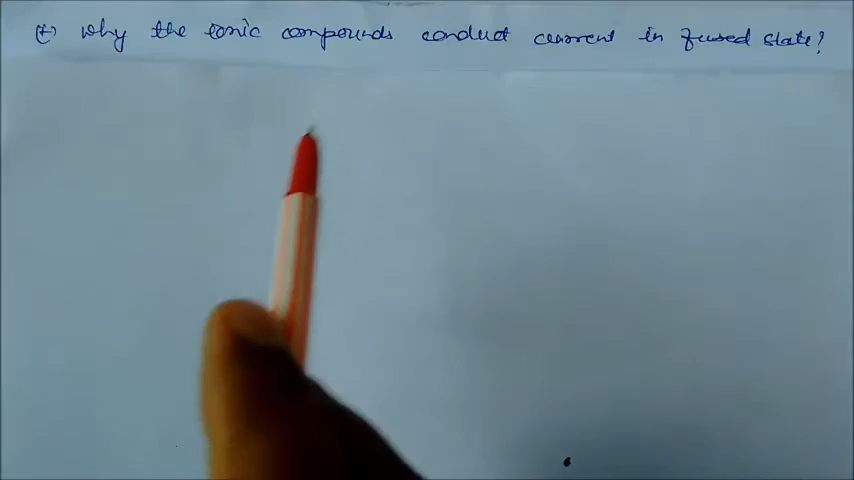 (+) why the ionic compounds conduct current in fused state?